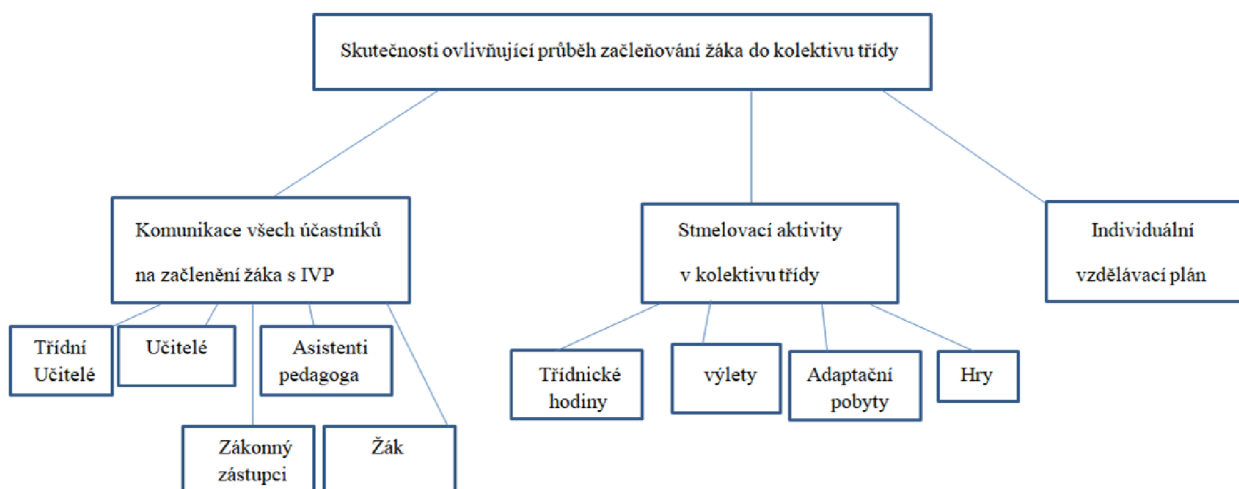 Skutečnosti ovlivňující průběh začleňování žáka do kolektivu třídy
Komunikace všech účastníků
na začlenění žáka s IVP
Stmelovací aktivity
v kolektivu třídy
Individuální
vzdělávací plán
Třídní
Učitelé
Učitelé
Asistenti
pedagoga
Zákonný
zástupci
Žák
Třídnické
hodiny
výlety
Adaptační
pobyty
Hry